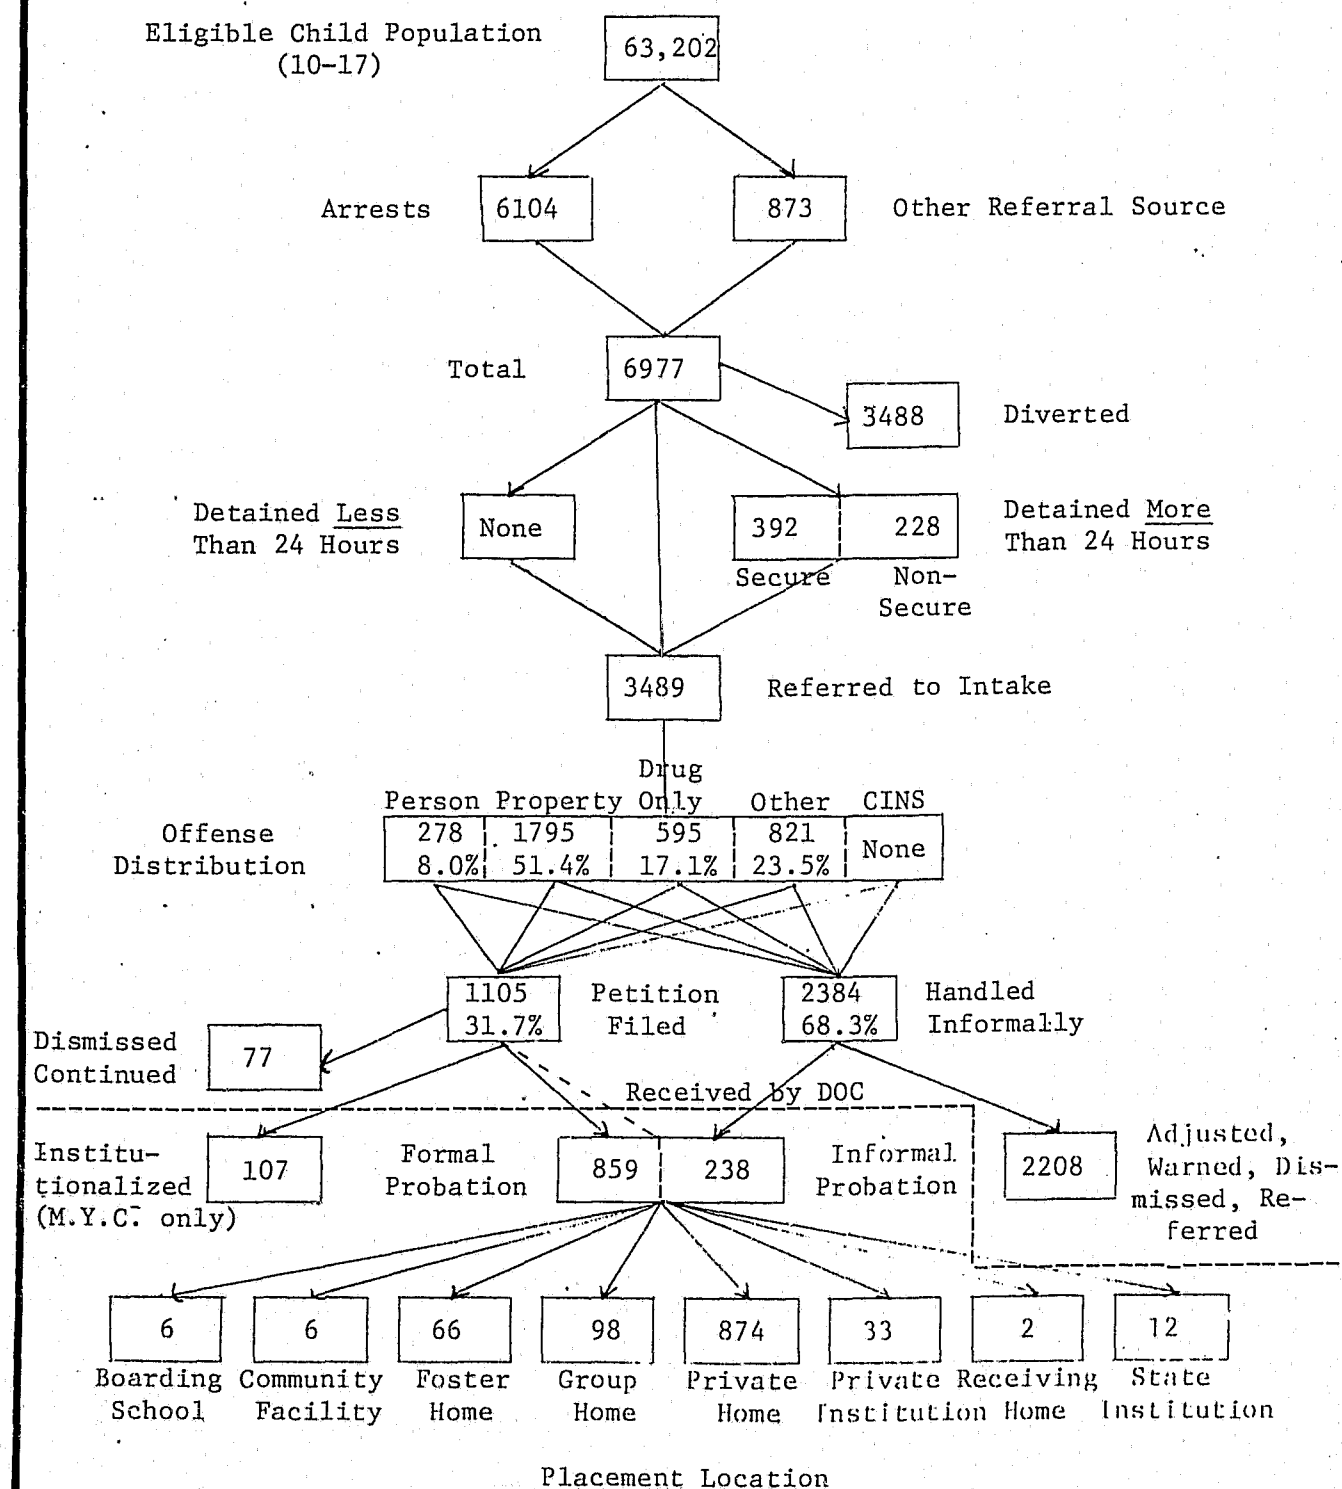 Eligible Child Population
(10-17)
63,202
Arrests
6104
873
Other Referral Source
Total
6977
3488
Diverted
Detained Less
Than 24 Hours
None
392
228
Detained More
Than 24 Hours
Secure
Non-
Secure
3489
Referred to Intake
Drug
Person Property Only Other CINS
Offense
Distribution
278 1795 595 821
8.0% 51.4% 17.1% 23.5%
None
1105
31.7%
Petition
Filed
2384
68.3%
Handled
Informally
Dismissed
Continued
77
Received by DOC
Institu-
tionalized
(M.Y.C. only)
107
Formal
Probation
859
238
Informal
Probation
2208
Adjusted,
Warned, Dis-
missed, Re-
ferred
6 6 66 98 874 33 2 12
Boarding Community Foster Group Private Private Receiving State
School Facility Home Home Home Institution Home Institution
Placement Location